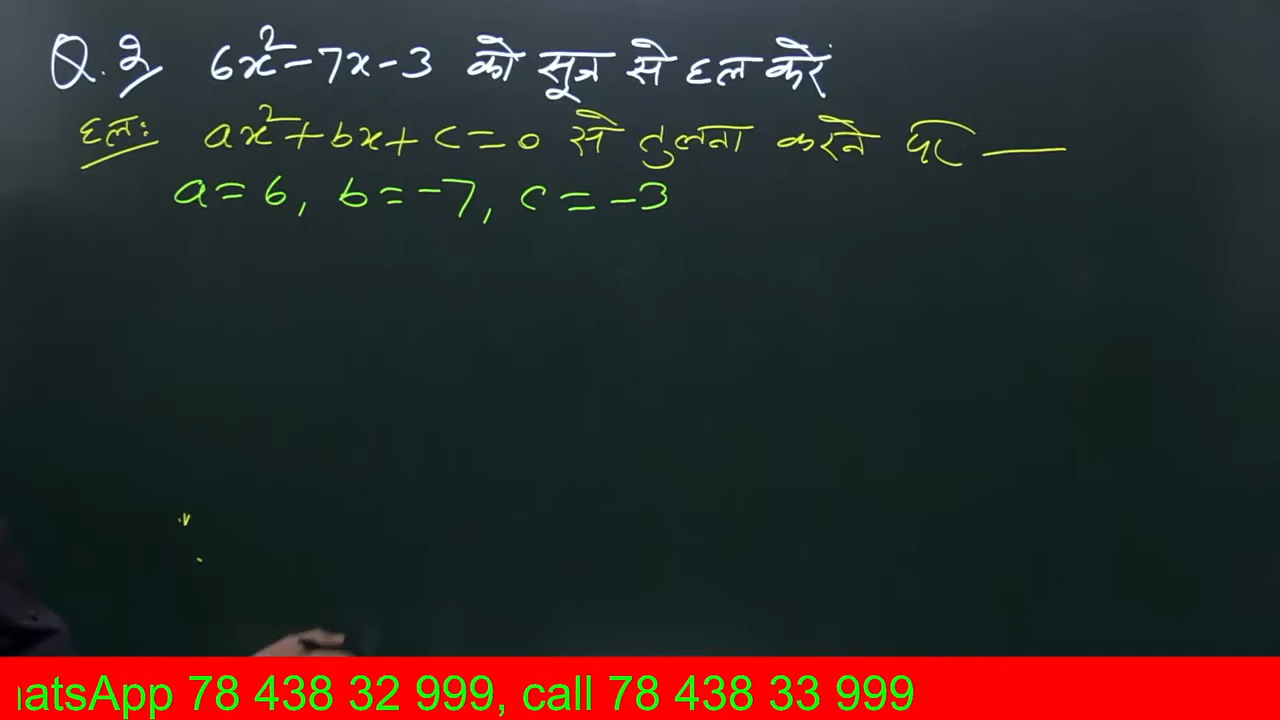 Q.२ 6x²-7x-3 को सूत्र से हल करें
हलः ax²+bx+c=0 से तुलना करने पर —
a=6, b=-7, c=-3
atsApp 78 438 32 999, call 78 438 33 999